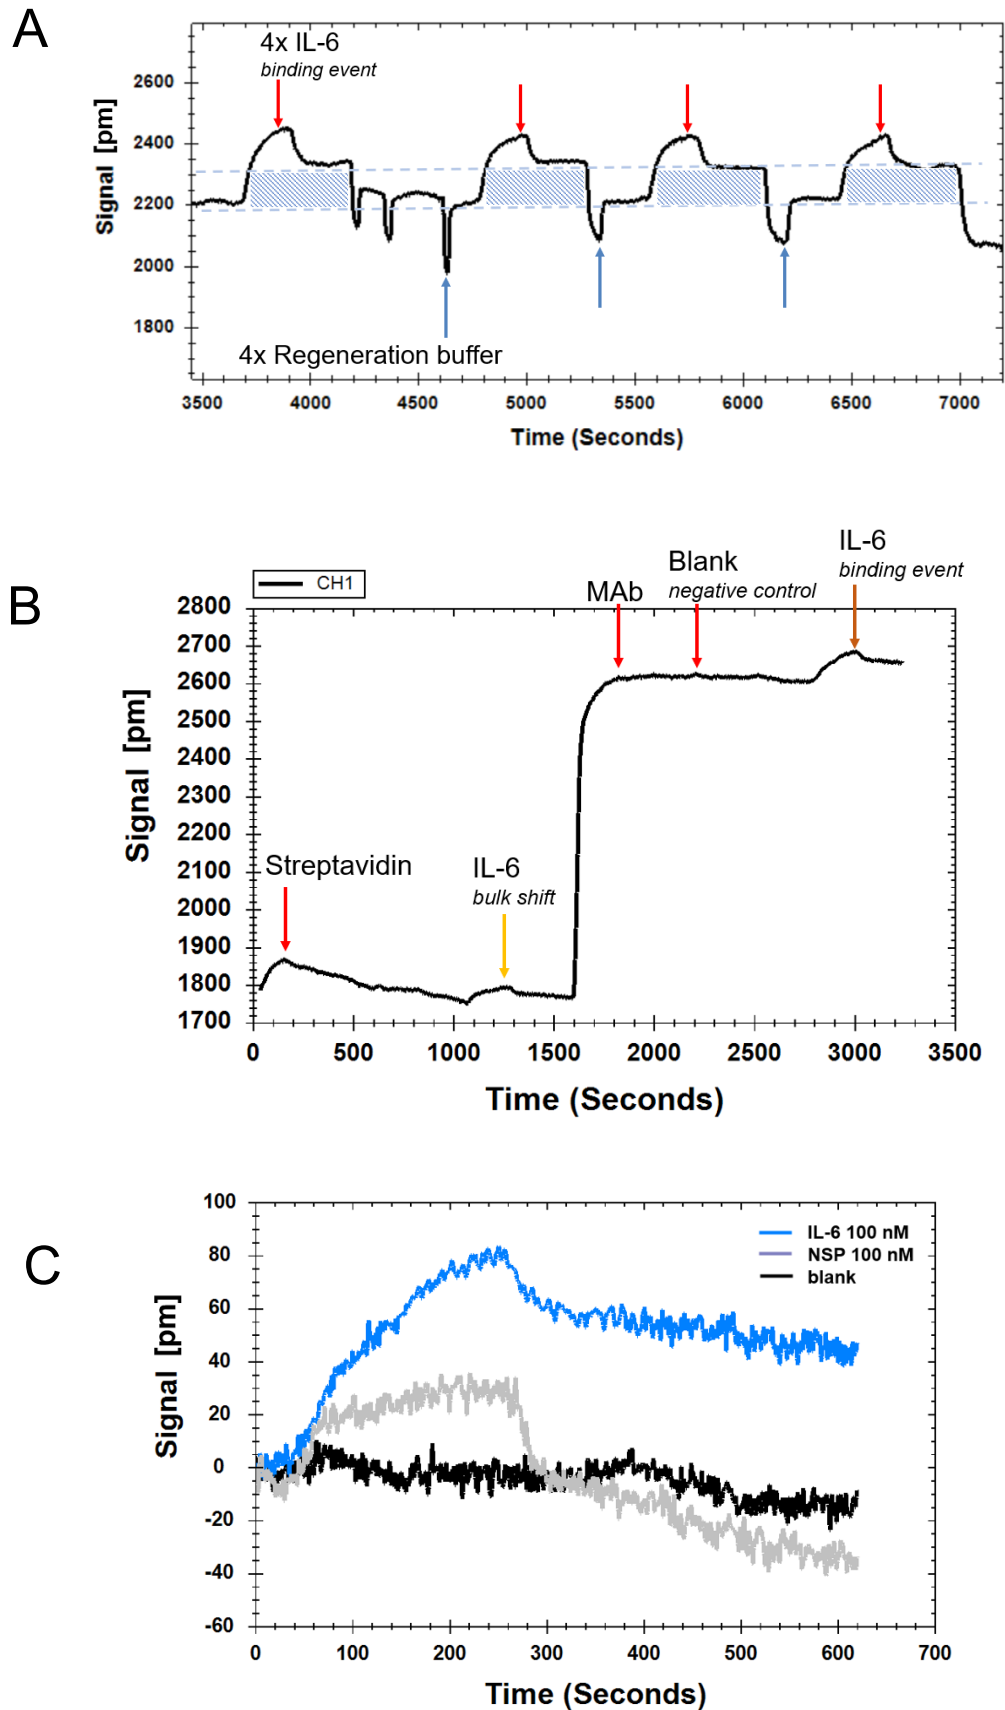 A
4x IL-6
binding event
2600
2400
2200
2000
1800
Signal [pm]
4x Regeneration buffer
3500 4000 4500 5000 5500 6000 6500 7000
Time (Seconds)
B
CH1
MAb
Blank
negative control
IL-6
binding event
2800
2700
2600
2500
2400
2300
2200
2100
2000
1900
1800
1700
Signal [pm]
Streptavidin
IL-6
bulk shift
0 500 1000 1500 2000 2500 3000 3500
Time (Seconds)
C
100
80
60
40
20
0
-20
-40
-60
Signal [pm]
IL-6 100 nM
NSP 100 nM
blank
0 100 200 300 400 500 600 700
Time (Seconds)